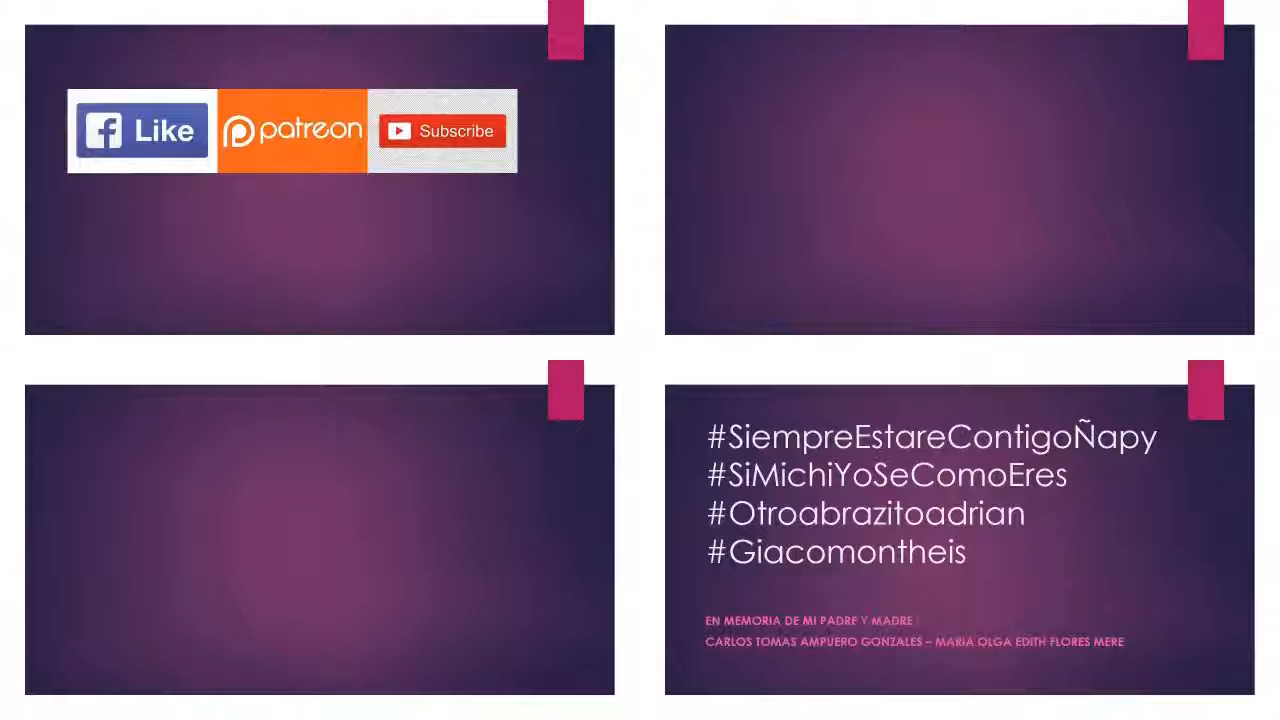 Like
patreon
Subscribe
#SiempreEstareContigoÑapy
#SiMichiYoSeComoEres
#Otroabrazitoadrian
#Giacomontheis
EN MEMORIA DE MI PADRE Y MADRE
CARLOS TOMAS AMPUERO GONZALES – MARIA OLGA EDITH FLORES MERE